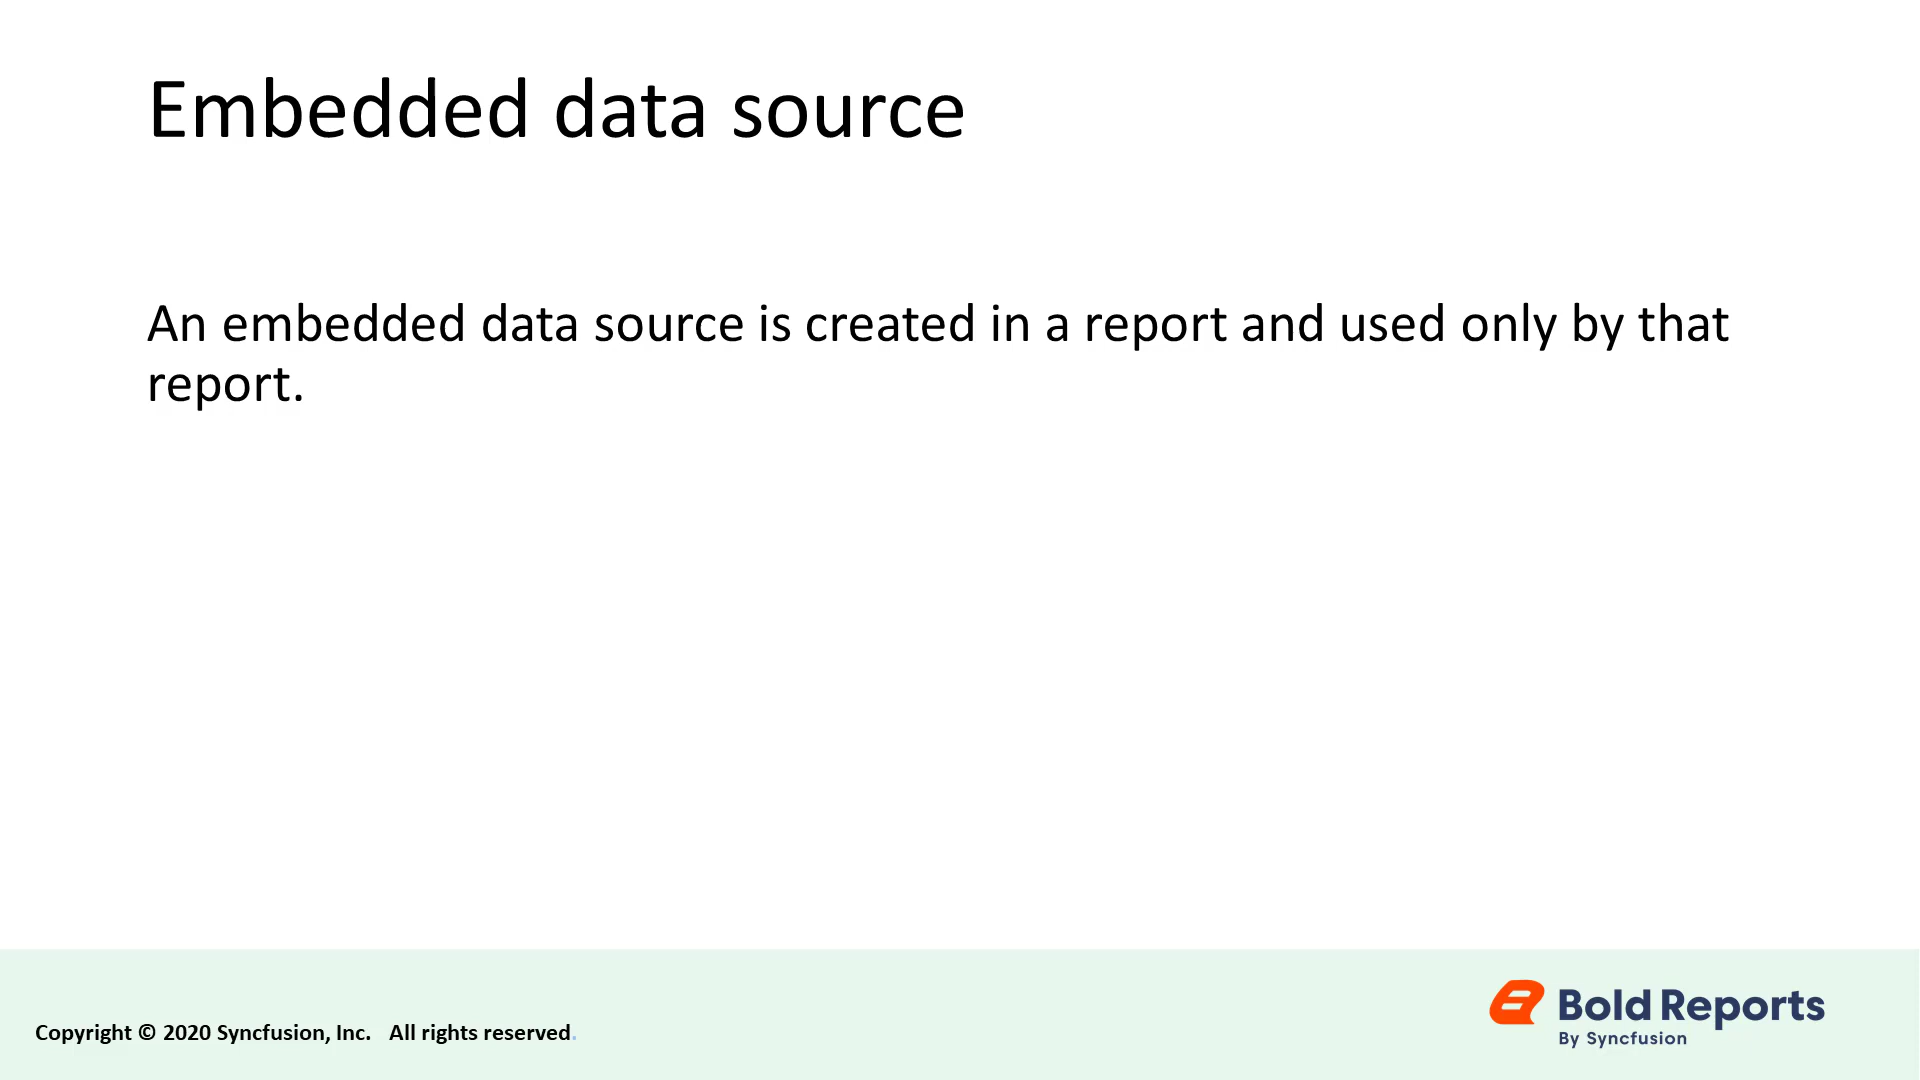 Embedded data source
An embedded data source is created in a report and used only by that
report.
Copyright © 2020 Syncfusion, Inc.   All rights reserved.
Bold Reports
By Syncfusion